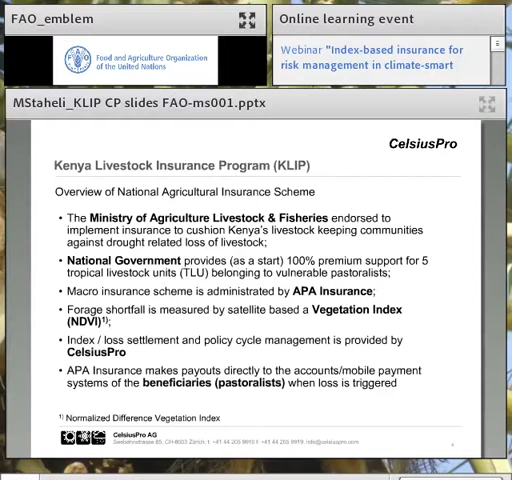 FAO_emblem
Food and Agriculture Organization
of the United Nations
Online learning event
Webinar "Index-based insurance for
risk management in climate-smart
MStaheli_KLIP CP slides FAO-ms001.pptx
CelsiusPro
Kenya Livestock Insurance Program (KLIP)
Overview of National Agricultural Insurance Scheme
• The Ministry of Agriculture Livestock & Fisheries endorsed to
implement insurance to cushion Kenya's livestock keeping communities
against drought related loss of livestock;
• National Government provides (as a start) 100% premium support for 5
tropical livestock units (TLU) belonging to vulnerable pastoralists;
• Macro insurance scheme is administrated by APA Insurance;
• Forage shortfall is measured by satellite based a Vegetation Index
(NDVI)1);
• Index / loss settlement and policy cycle management is provided by
CelsiusPro
• APA Insurance makes payouts directly to the accounts/mobile payment
systems of the beneficiaries (pastoralists) when loss is triggered
1) Normalized Difference Vegetation Index
CelsiusPro AG